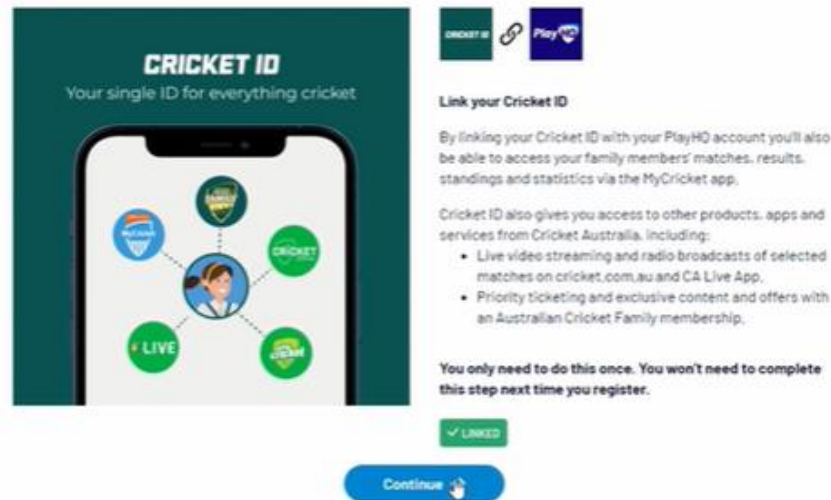 CRICKET ID
Your single ID for everything cricket
MyCricket
CRICKET
LIVE
cricket
CRICKET ID
PlayHQ
Link your Cricket ID
By linking your Cricket ID with your PlayHQ account you'll also
be able to access your family members' matches, results,
standings and statistics via the MyCricket app.
Cricket ID also gives you access to other products, apps and
services from Cricket Australia, including:
• Live video streaming and radio broadcasts of selected
matches on cricket.com.au and CA Live App.
• Priority ticketing and exclusive content and offers with
an Australian Cricket Family membership.
You only need to do this once. You won't need to complete
this step next time you register.
✓ LINKED
Continue